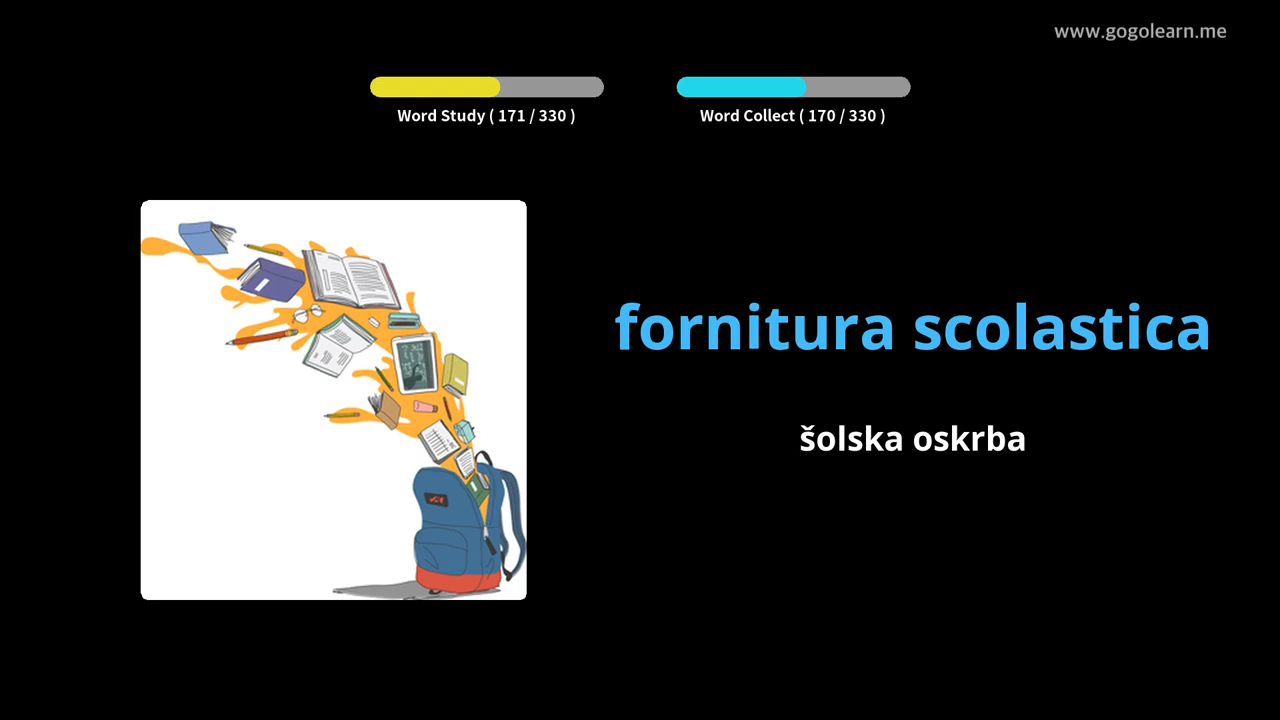 www.gogolearn.me
Word Study ( 171 / 330 )
Word Collect ( 170 / 330 )
fornitura scolastica
šolska oskrba